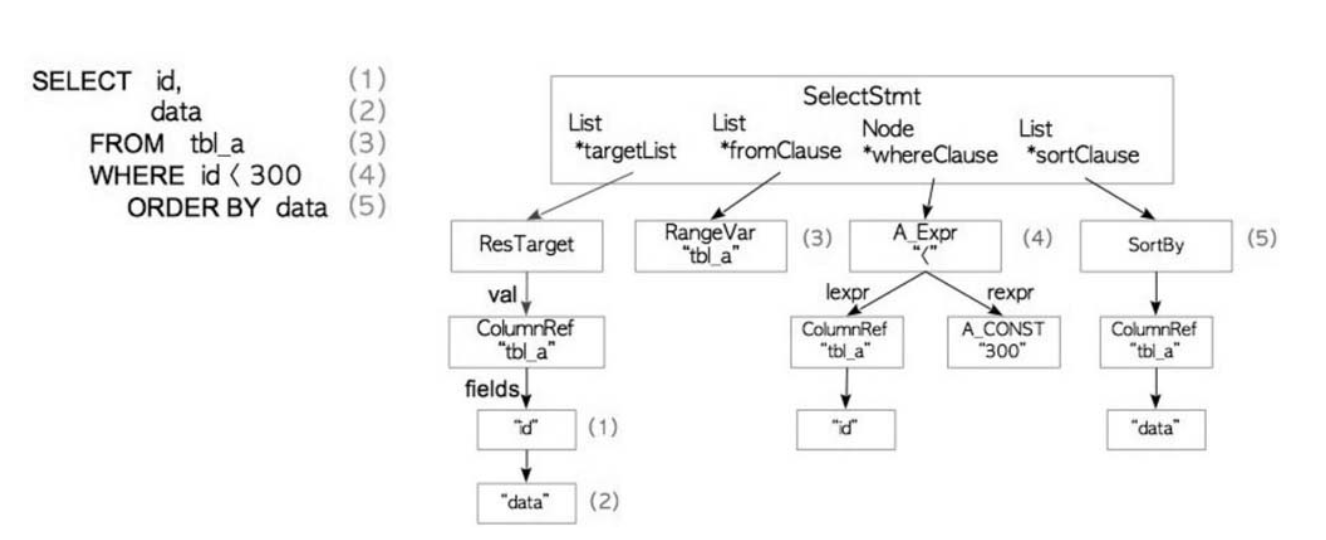 SELECT id, (1)
data (2)
FROM tbl_a (3)
WHERE id < 300 (4)
ORDER BY data (5)
SelectStmt
List
*targetList
List
*fromClause
Node
*whereClause
List
*sortClause
ResTarget
RangeVar
"tbl_a"
(3)
A_Expr
"<"
(4)
SortBy
(5)
val
lexpr
rexpr
ColumnRef
"tbl_a"
ColumnRef
"tbl_a"
A_CONST
"300"
ColumnRef
"tbl_a"
fields
"id"
(1)
"id"
"data"
"data"
(2)